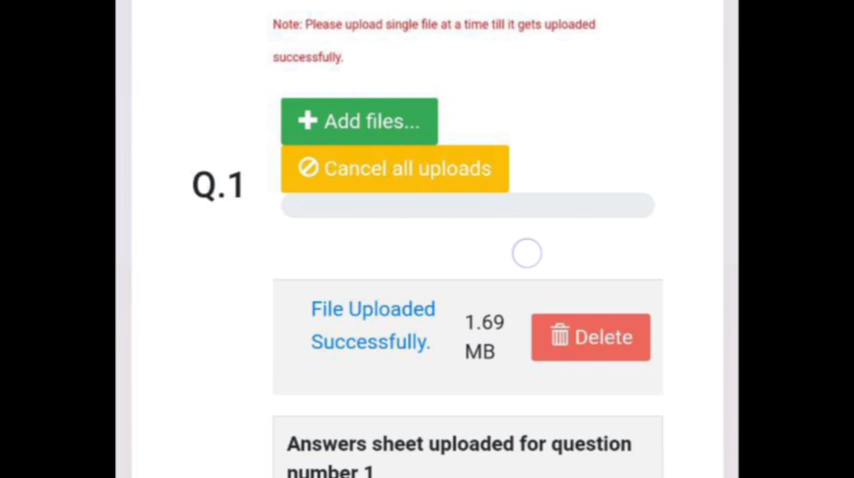 Note: Please upload single file at a time till it gets uploaded
successfully.
Add files...
Cancel all uploads
Q.1
File Uploaded
Successfully.
1.69
MB
Delete
Answers sheet uploaded for question
number 1